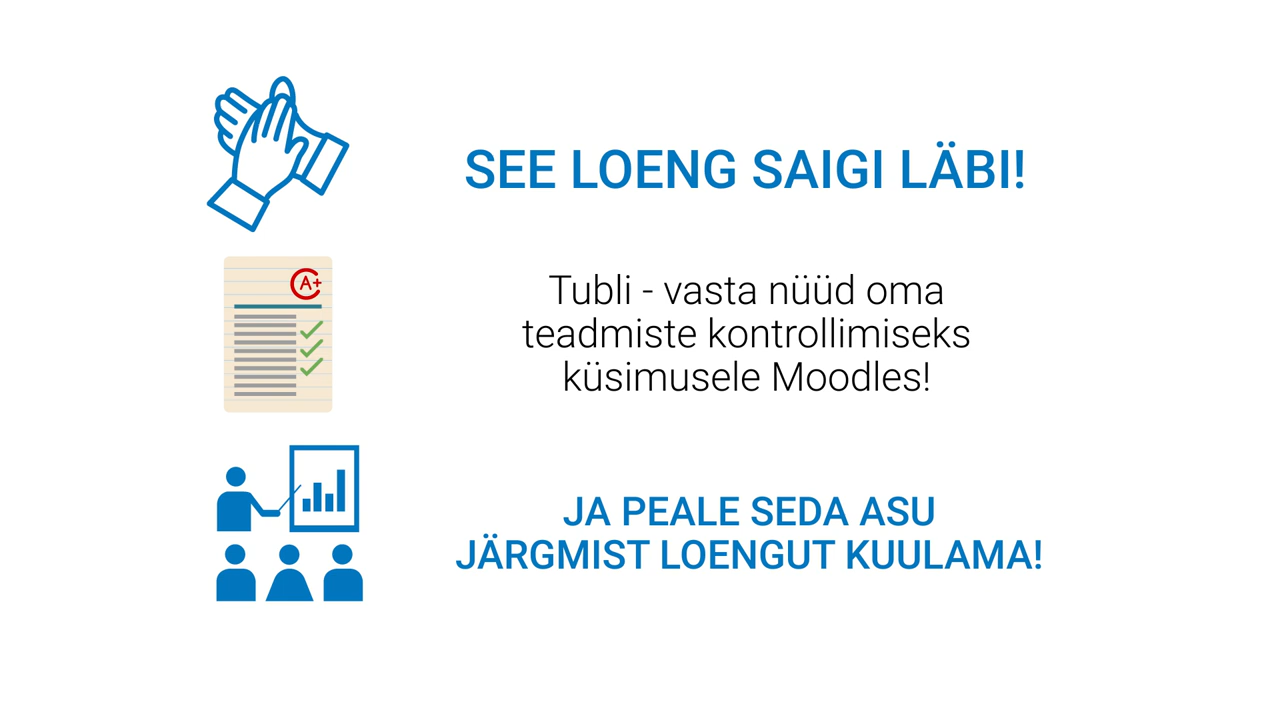 SEE LOENG SAIGI LÄBI!
A+
Tubli - vasta nüüd oma
teadmiste kontrollimiseks
küsimusele Moodles!
JA PEALE SEDA ASU
JÄRGMIST LOENGUT KUULAMA!